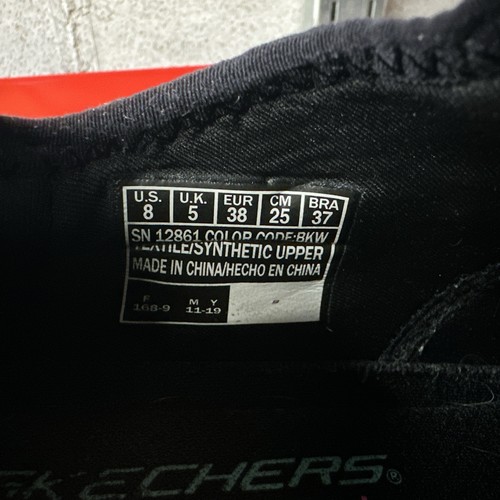 U.S. U.K. EUR CM BRA
8 5 38 25 37
SN 12861 COLOR CODE:BKW
TEXTILE/SYNTHETIC UPPER
MADE IN CHINA/HECHO EN CHINA
F M Y
168-9 11-19
SKECHERS®